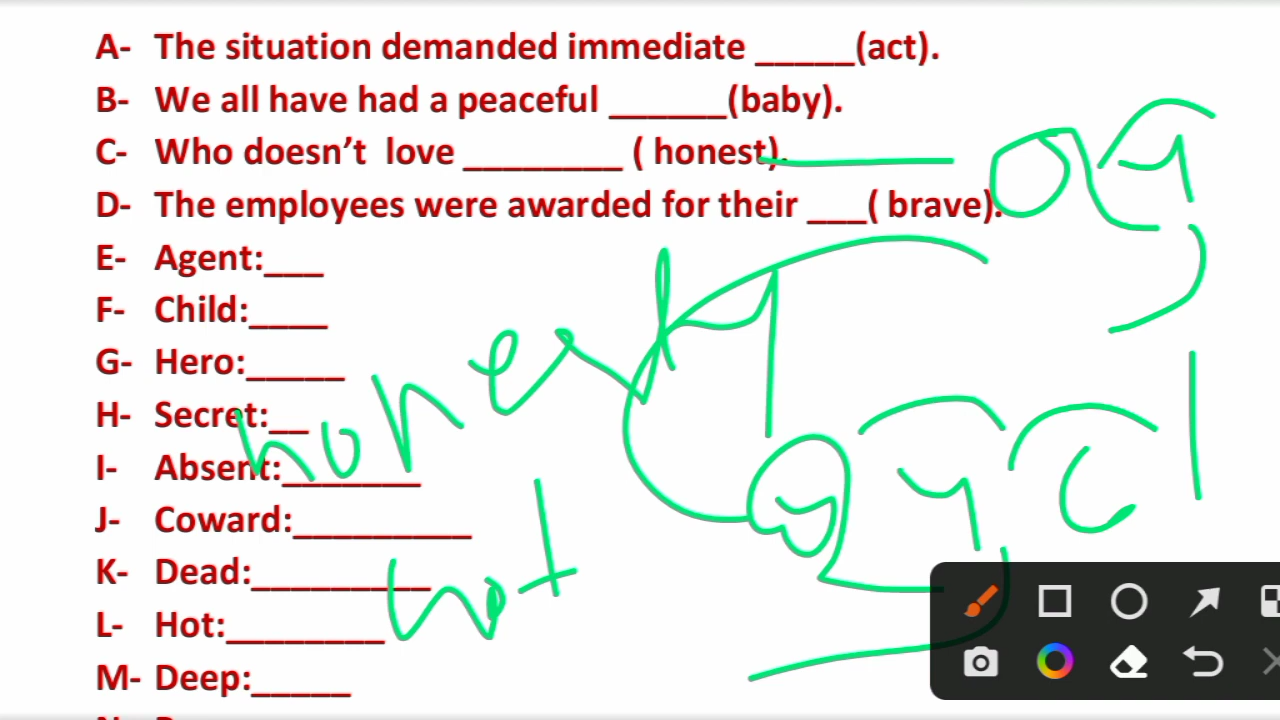 A- The situation demanded immediate _____(act).
B- We all have had a peaceful ______(baby).
C- Who doesn’t love ________ ( honest).
D- The employees were awarded for their ___( brave).
E- Agent:___
F- Child:____
G- Hero:_____
H- Secret:__
I- Absent:_______
J- Coward:_________
K- Dead:_________
L- Hot:________
M- Deep:_____
honest
hot